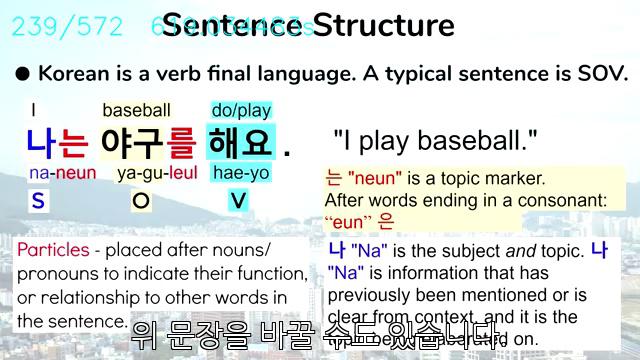 239/572
Sentence Structure
● Korean is a verb final language. A typical sentence is SOV.
I baseball do/play
나는 야구를 해요.
na-neun ya-gu-leul hae-yo
S O V
"I play baseball."
는 "neun" is a topic marker.
After words ending in a consonant:
"eun" 은
Particles - placed after nouns/
pronouns to indicate their function,
or relationship to other words in
the sentence.
나 "Na" is the subject and topic. 나
"Na" is information that has
previously been mentioned or is
clear from context, and it is the
on.
위 문장을 바꿀 수도 있습니다.